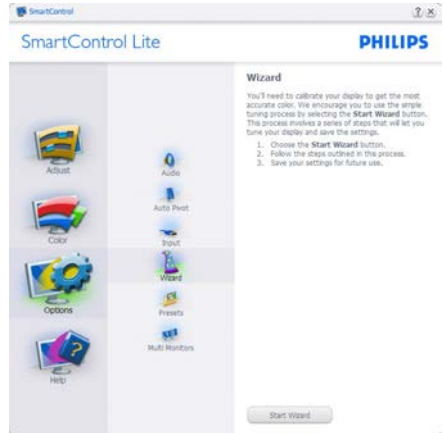 SmartControl
SmartControl Lite
PHILIPS
Adjust
Color
Options
Help
Audio
Auto Pivot
Input
Wizard
Presets
Multi Monitors
Wizard
You'll need to calibrate your display to get the most
accurate color. We encourage you to use the simple
tuning process by selecting the Start Wizard button.
This process involves a series of steps that will let you
tune your display and save the settings.
1. Choose the Start Wizard button.
2. Follow the steps outlined in this process.
3. Save your settings for future use.
Start Wizard